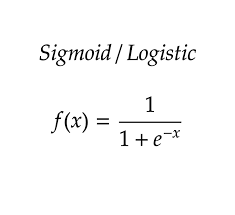 Sigmoid / Logistic
f(x) = 1 / (1 + e^{-x})